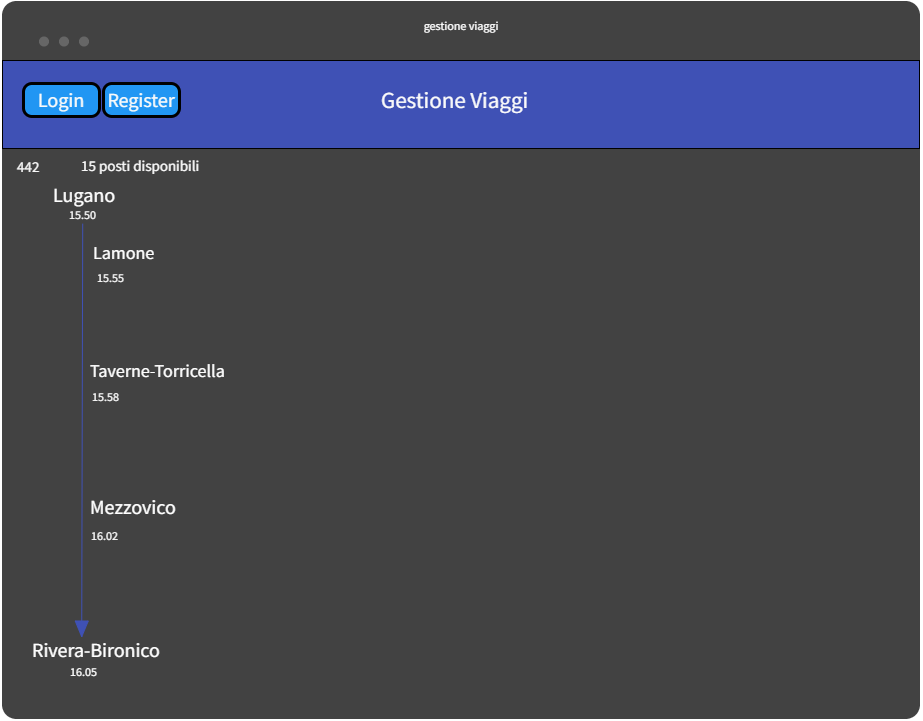 gestione viaggi
Login Register Gestione Viaggi
442 15 posti disponibili
Lugano
15.50
Lamone
15.55
Taverne-Torricella
15.58
Mezzovico
16.02
Rivera-Bironico
16.05